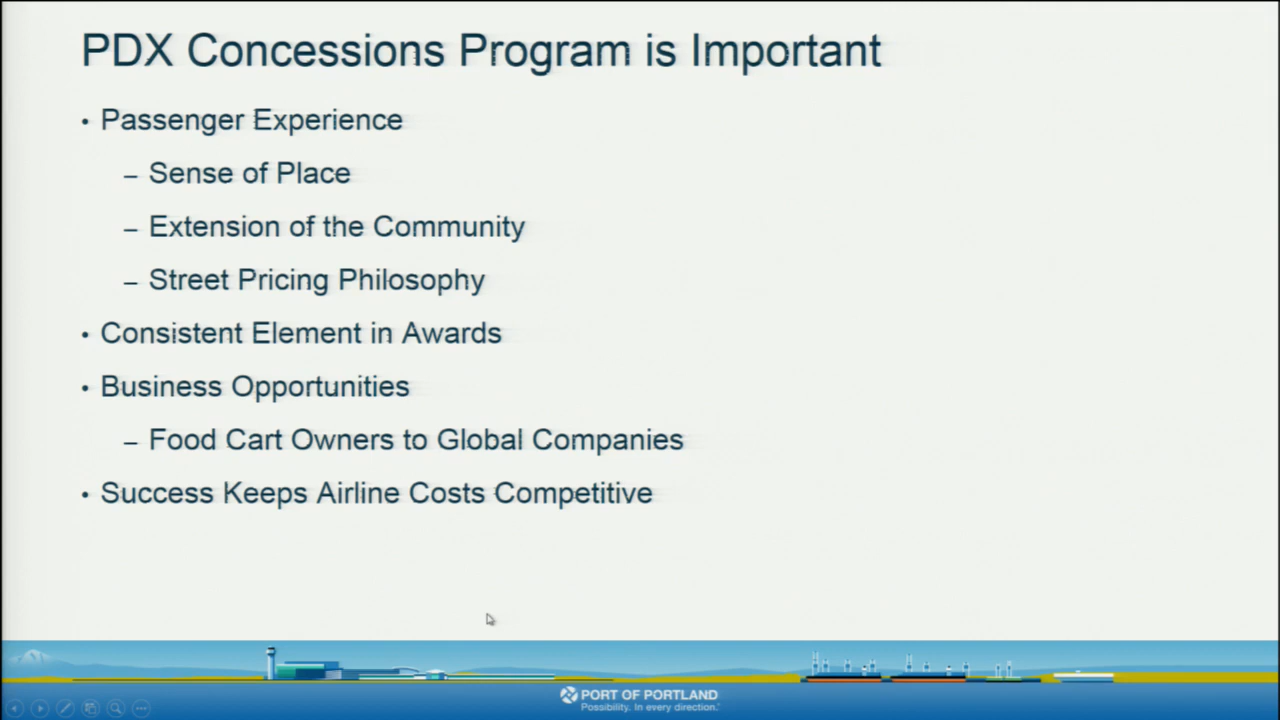 PDX Concessions Program is Important
• Passenger Experience
– Sense of Place
– Extension of the Community
– Street Pricing Philosophy
• Consistent Element in Awards
• Business Opportunities
– Food Cart Owners to Global Companies
• Success Keeps Airline Costs Competitive
PORT OF PORTLAND
Possibility. In every direction.